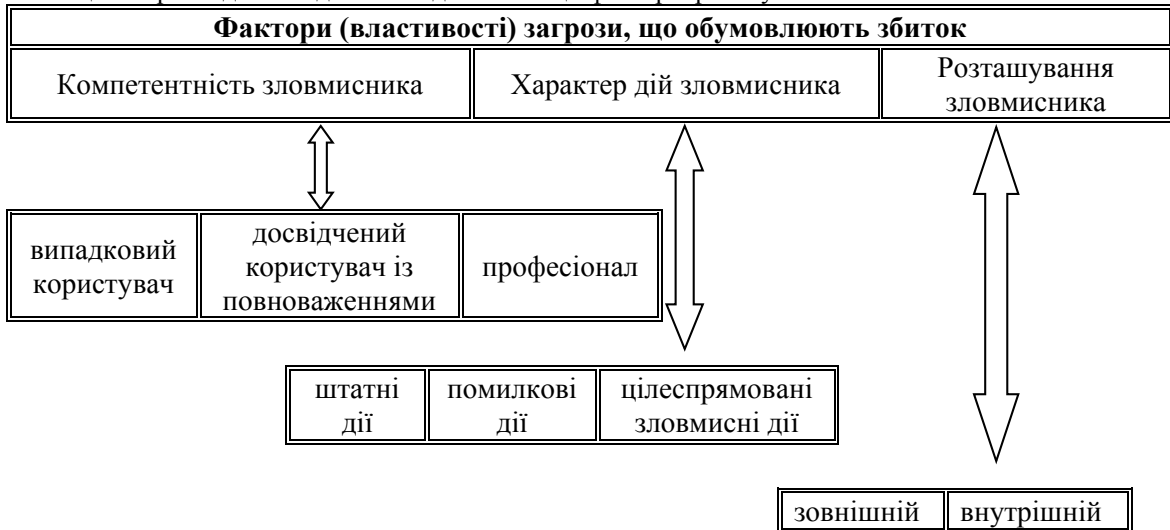 Фактори (властивості) загрози, що обумовлюють збиток
Компетентність зловмисника
Характер дій зловмисника
Розташування
зловмисника
випадковий
користувач
досвідчений
користувач із
повноваженнями
професіонал
штатні
дії
помилкові
дії
цілеспрямовані
зловмисні дії
зовнішній
внутрішній